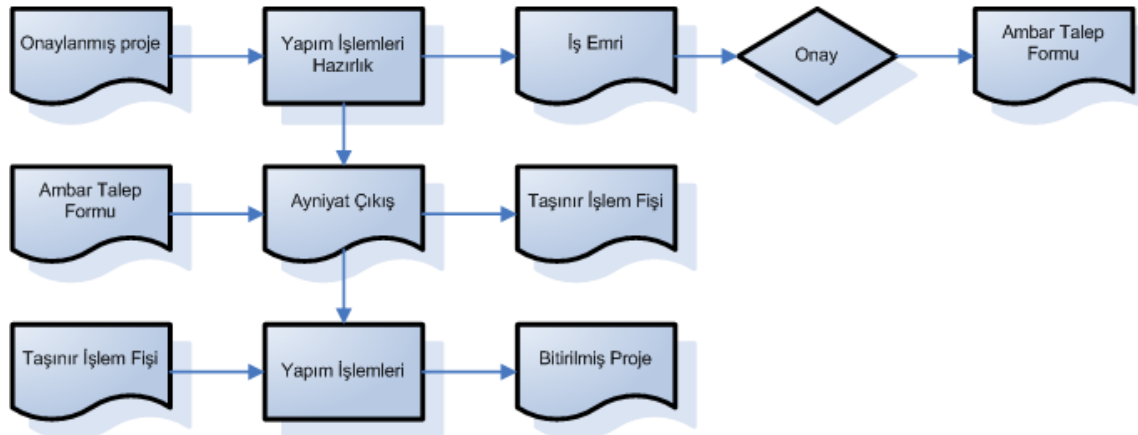 Onaylanmış proje
Yapım İşlemleri
Hazırlık
İş Emri
Onay
Ambar Talep
Formu
Ambar Talep
Formu
Ayniyat Çıkış
Taşınır İşlem Fişi
Taşınır İşlem Fişi
Yapım İşlemleri
Bitirilmiş Proje